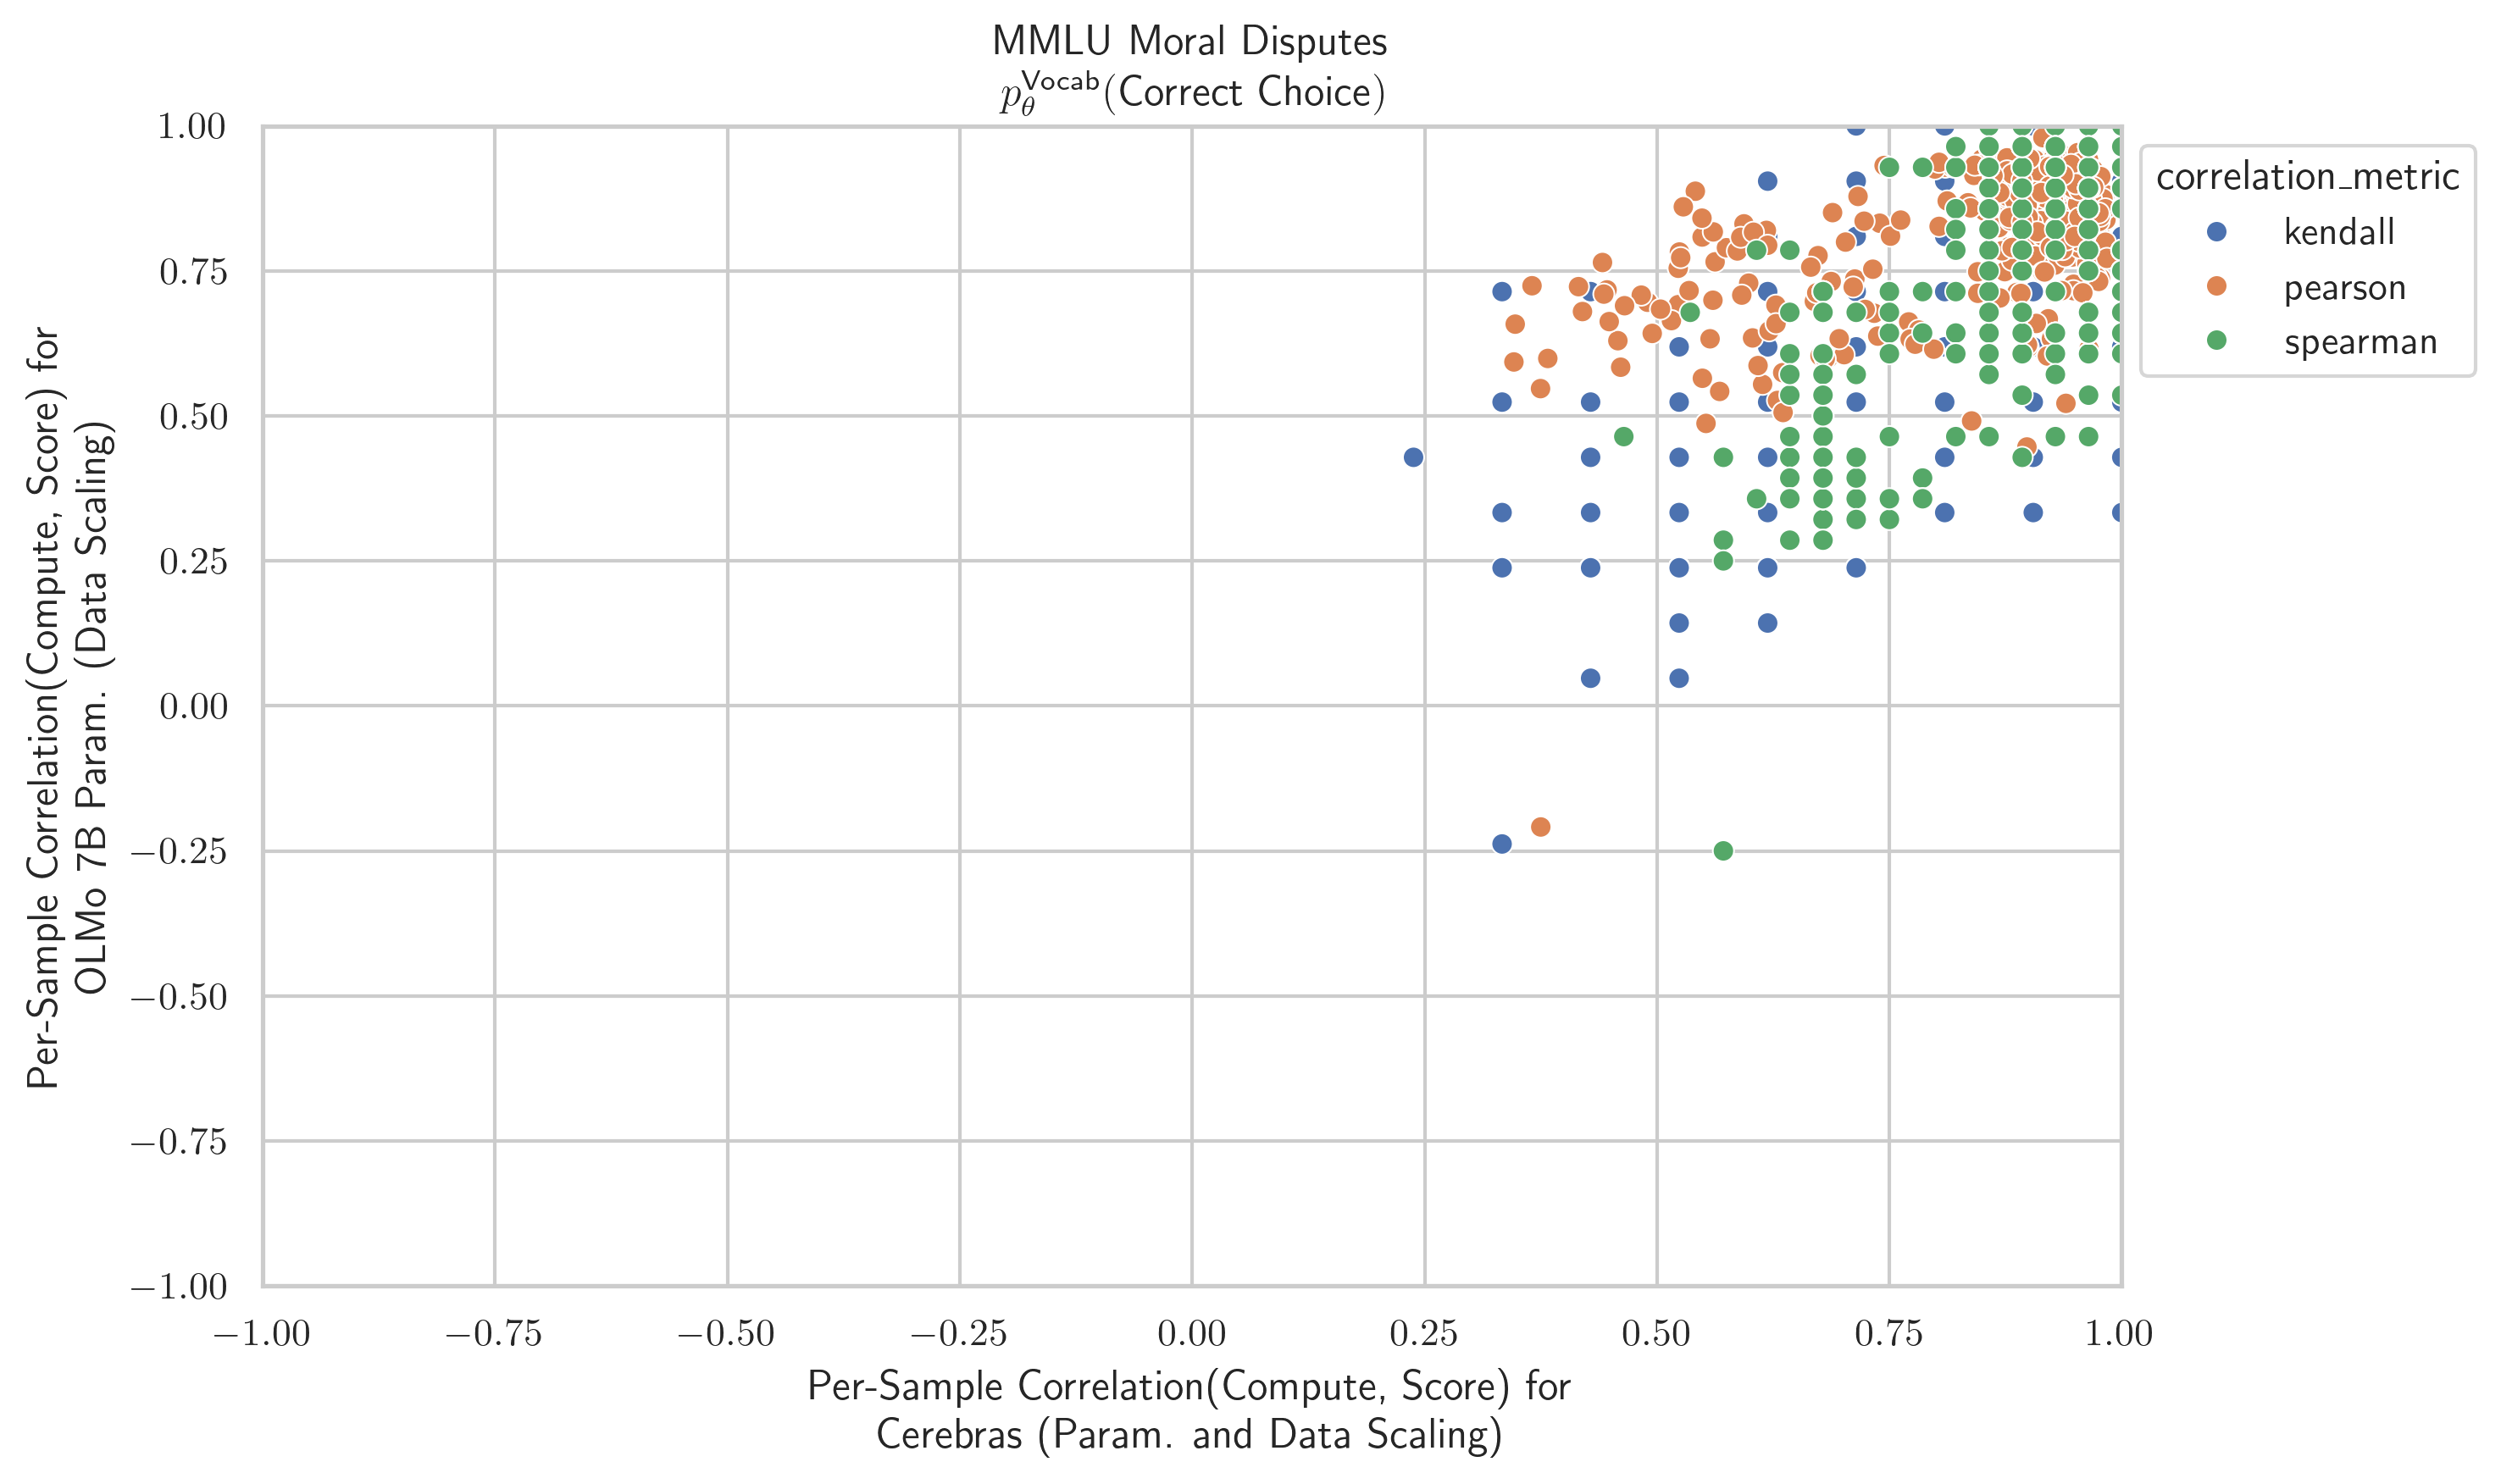 MMLU Moral Disputes
p_θ^Vocab(Correct Choice)
Per-Sample Correlation(Compute, Score) for
OLMo 7B Param. (Data Scaling)
1.00
0.75
0.50
0.25
0.00
−0.25
−0.50
−0.75
−1.00
−1.00 −0.75 −0.50 −0.25 0.00 0.25 0.50 0.75 1.00
Per-Sample Correlation(Compute, Score) for
Cerebras (Param. and Data Scaling)
correlation_metric
kendall
pearson
spearman